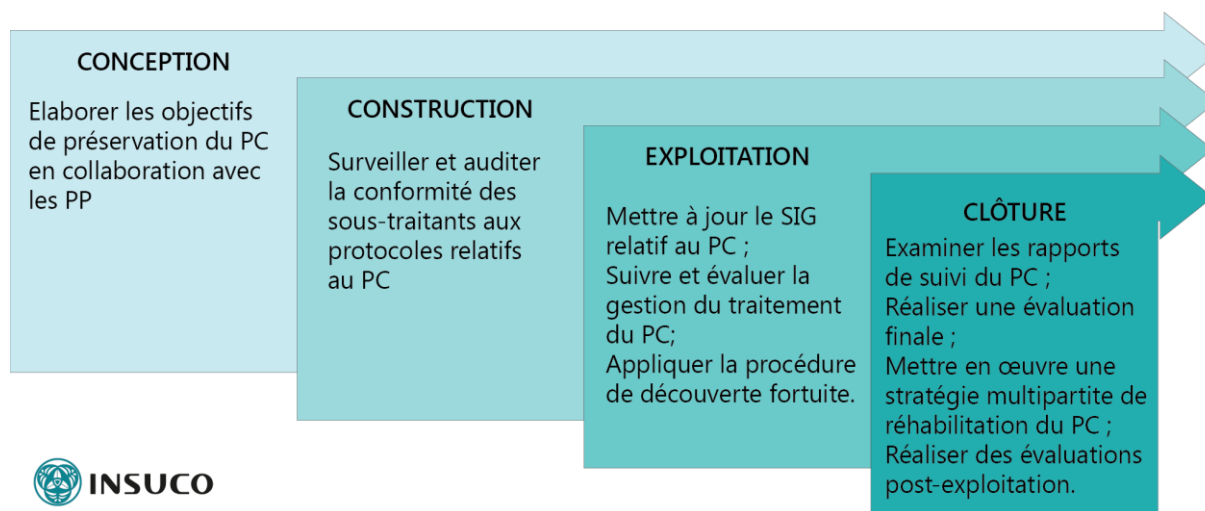 CONCEPTION
Elaborer les objectifs
de préservation du PC
en collaboration avec
les PP
CONSTRUCTION
Surveiller et auditer
la conformité des
sous-traitants aux
protocoles relatifs
au PC
EXPLOITATION
Mettre à jour le SIG
relatif au PC ;
Suivre et évaluer la
gestion du traitement
du PC;
Appliquer la procédure
de découverte fortuite.
CLÔTURE
Examiner les rapports
de suivi du PC ;
Réaliser une évaluation
finale ;
Mettre en œuvre une
stratégie multipartite de
réhabilitation du PC ;
Réaliser des évaluations
post-exploitation.
INSUCO